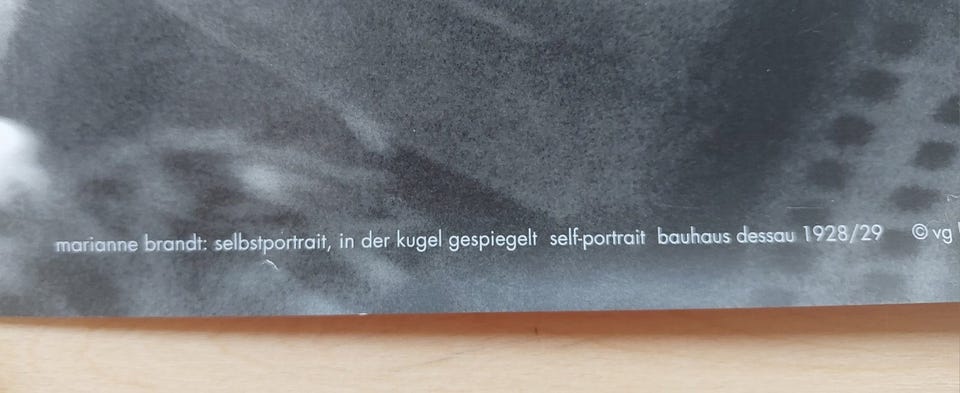 marianne brandt: selbstportrait, in der kugel gespiegelt self-portrait bauhaus dessau 1928/29 © vg